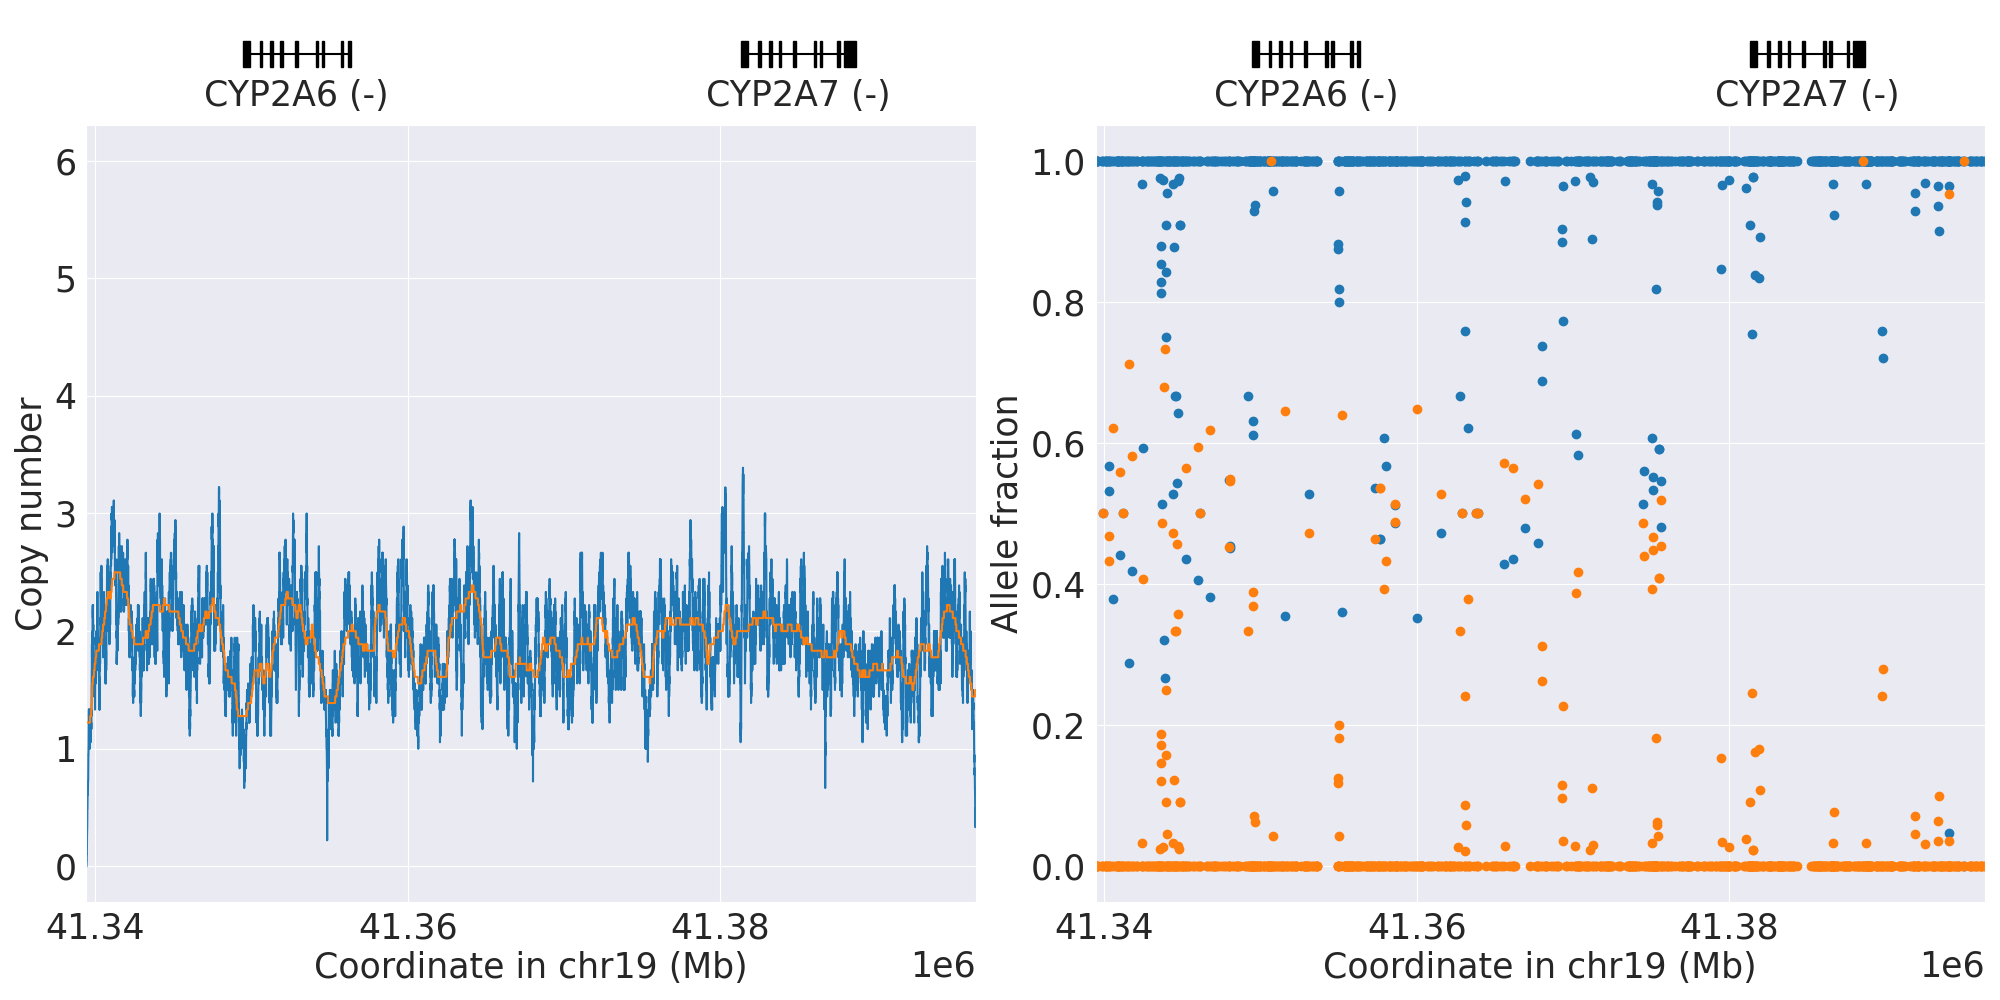 CYP2A6 (-)
CYP2A7 (-)
6
5
4
3
2
1
0
Copy number
41.34
41.36
41.38
Coordinate in chr19 (Mb)
1e6
CYP2A6 (-)
CYP2A7 (-)
1.0
0.8
0.6
0.4
0.2
0.0
Allele fraction
41.34
41.36
41.38
Coordinate in chr19 (Mb)
1e6